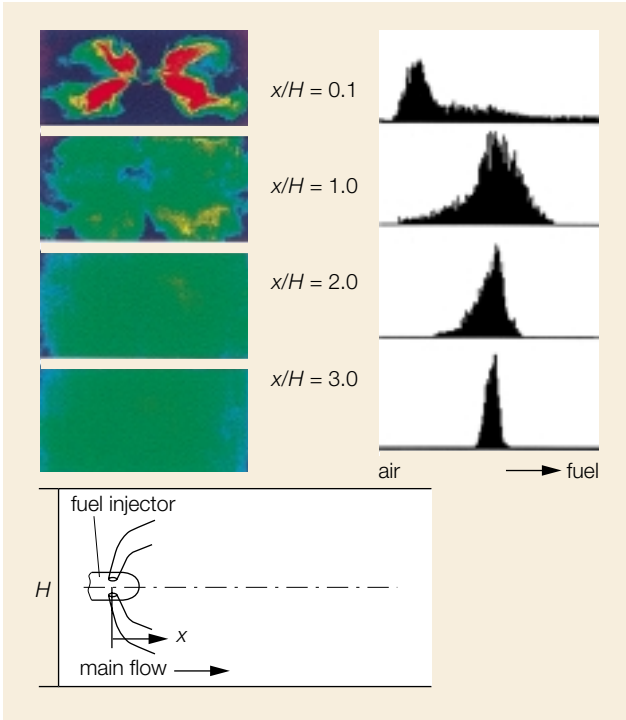 x/H = 0.1
x/H = 1.0
x/H = 2.0
x/H = 3.0
air
fuel
fuel injector
H
x
main flow